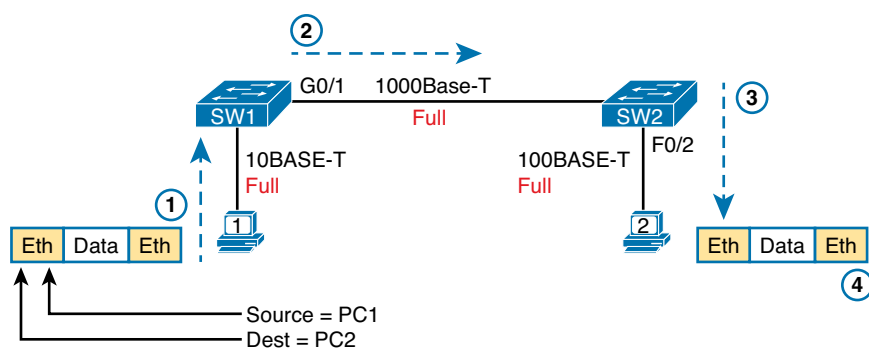 2
G0/1 1000Base-T
3
SW1
Full
SW2
F0/2
10BASE-T
Full
100BASE-T
Full
1
1
2
Eth Data Eth
Eth Data Eth
4
Source = PC1
Dest = PC2